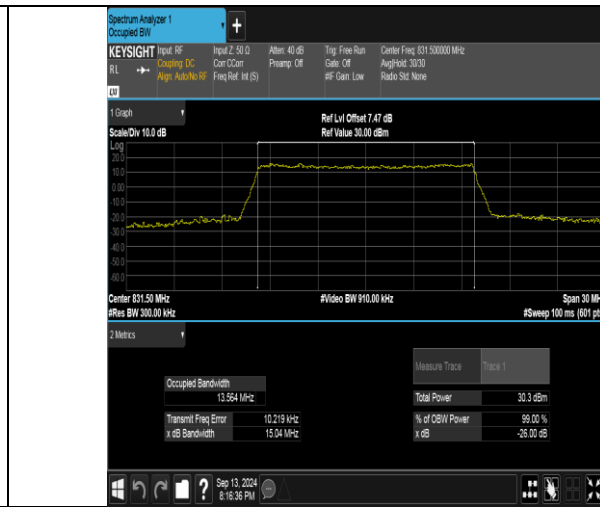 Spectrum Analyzer 1
Occupied BW
+
KEYSIGHT Input: RF Input Z: 50 Ω Atten: 40 dB Trig: Free Run Center Freq: 831.500000 MHz
RL Coupling: DC Corr CCorr Preamp: Off Gate: Off Avg|Hold: 30/30
Align: Auto/No RF Freq Ref: Int (S) #IF Gain: Low Radio Std: None
1 Graph
Ref Lvl Offset 7.47 dB
Scale/Div 10.0 dB Ref Value 30.00 dBm
Log
20.0
10.0
0.00
-10.0
-20.0
-30.0
-40.0
-50.0
-60.0
Center 831.50 MHz #Video BW 910.00 kHz Span 30 MH
#Res BW 300.00 kHz #Sweep 100 ms (601 pt
2 Metrics
Measure Trace Trace 1
Occupied Bandwidth
13.564 MHz Total Power 30.3 dBm
Transmit Freq Error 10.219 kHz % of OBW Power 99.00 %
x dB Bandwidth 15.04 MHz x dB -26.00 dB
? Sep 13, 2024
8:16:36 PM